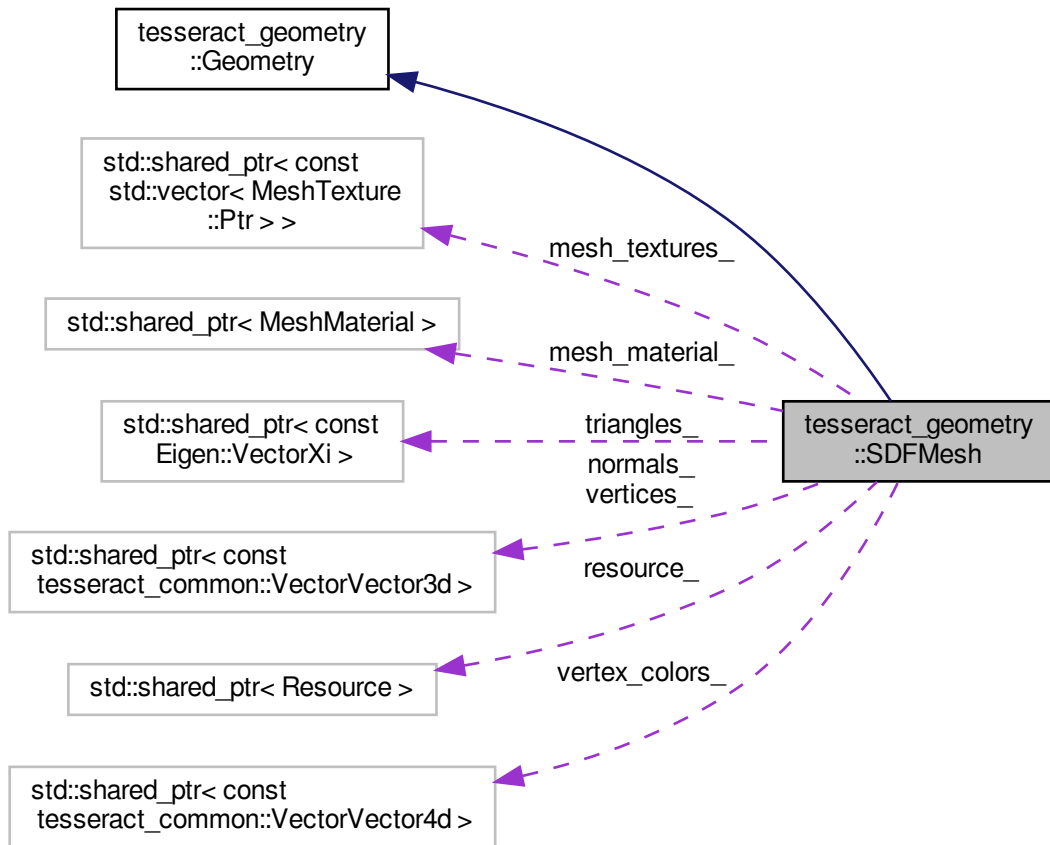 tesseract_geometry
::Geometry
std::shared_ptr< const
std::vector< MeshTexture
::Ptr > >
mesh_textures_
std::shared_ptr< MeshMaterial >
mesh_material_
std::shared_ptr< const
Eigen::VectorXi >
triangles_
tesseract_geometry
::SDFMesh
normals_
vertices_
std::shared_ptr< const
tesseract_common::VectorVector3d >
resource_
std::shared_ptr< Resource >
vertex_colors_
std::shared_ptr< const
tesseract_common::VectorVector4d >